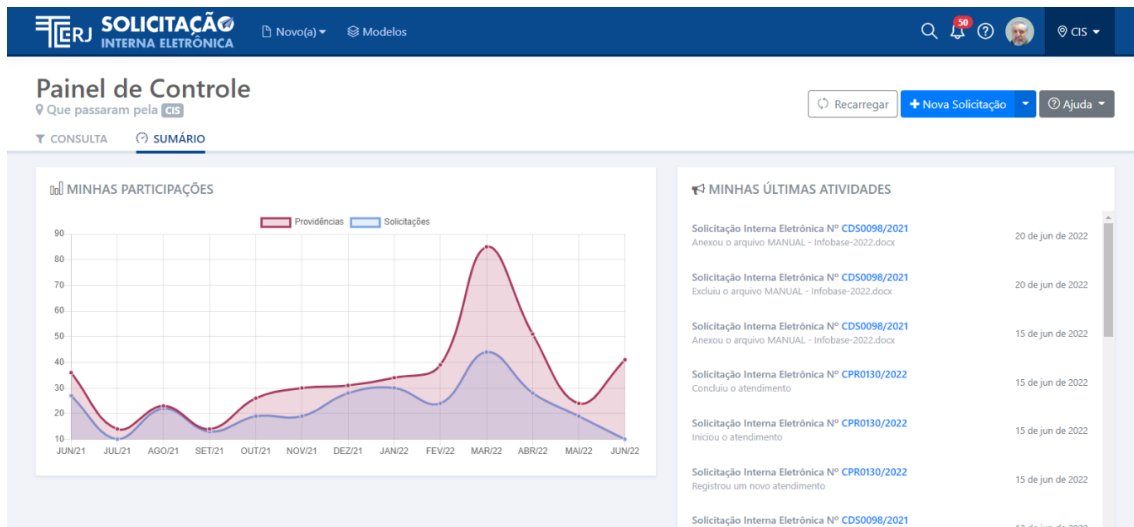 TCERJ SOLICITAÇÃO
INTERNA ELETRÔNICA
Novo(a)
Modelos
50
CIS
Painel de Controle
Que passaram pela CIS
Recarregar
+ Nova Solicitação
Ajuda
CONSULTA
SUMÁRIO
MINHAS PARTICIPAÇÕES
Providências
Solicitações
90
80
70
60
50
40
30
20
10
JUN/21 JUL/21 AGO/21 SET/21 OUT/21 NOV/21 DEZ/21 JAN/22 FEV/22 MAR/22 ABR/22 MAI/22 JUN/22
MINHAS ÚLTIMAS ATIVIDADES
Solicitação Interna Eletrônica Nº CDS0098/2021
Anexou o arquivo MANUAL - Infobase-2022.docx
20 de jun de 2022
Solicitação Interna Eletrônica Nº CDS0098/2021
Excluiu o arquivo MANUAL - Infobase-2022.docx
20 de jun de 2022
Solicitação Interna Eletrônica Nº CDS0098/2021
Anexou o arquivo MANUAL - Infobase-2022.docx
15 de jun de 2022
Solicitação Interna Eletrônica Nº CPR0130/2022
Concluiu o atendimento
15 de jun de 2022
Solicitação Interna Eletrônica Nº CPR0130/2022
Iniciou o atendimento
15 de jun de 2022
Solicitação Interna Eletrônica Nº CPR0130/2022
Registrou um novo atendimento
15 de jun de 2022
Solicitação Interna Eletrônica Nº CDS0098/2021